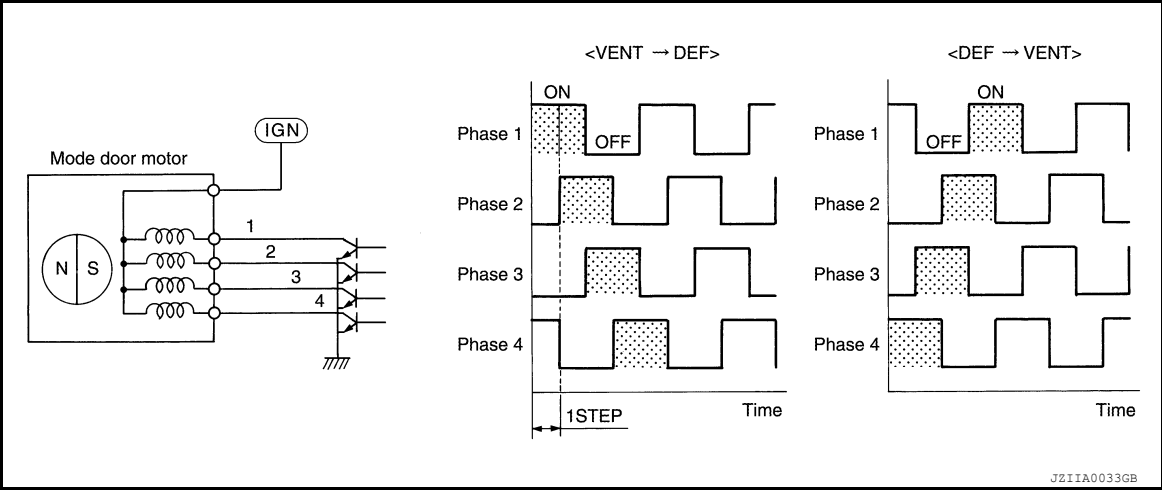 <VENT → DEF>
<DEF → VENT>
ON
ON
IGN
Phase 1
OFF
Phase 1
OFF
Mode door motor
Phase 2
Phase 2
1
2
N S
3
Phase 3
Phase 3
4
Phase 4
Phase 4
Time
Time
1STEP
JZIIA0033GB